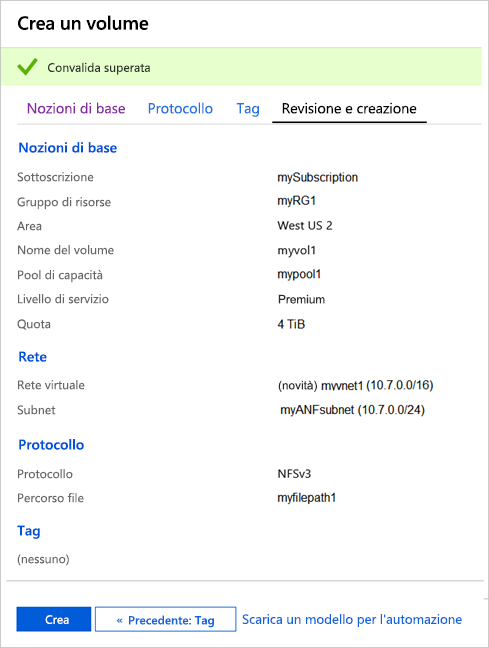 Crea un volume
Convalida superata
Nozioni di base Protocollo Tag Revisione e creazione
Nozioni di base
Sottoscrizione mySubscription
Gruppo di risorse myRG1
Area West US 2
Nome del volume myvol1
Pool di capacità mypool1
Livello di servizio Premium
Quota 4 TiB
Rete
Rete virtuale (novità) myvnet1 (10.7.0.0/16)
Subnet myANFsubnet (10.7.0.0/24)
Protocollo
Protocollo NFSv3
Percorso file myfilepath1
Tag
(nessuno)
Crea « Precedente: Tag Scarica un modello per l'automazione